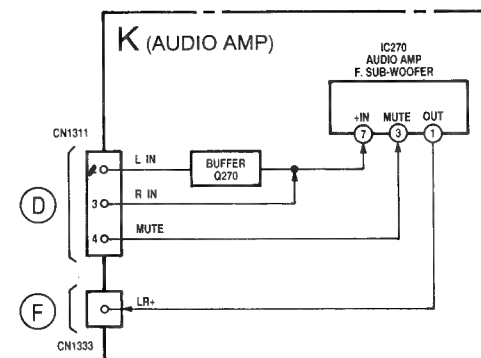 K (AUDIO AMP)
IC270
AUDIO AMP
F. SUB-WOOFER
+IN MUTE OUT
7 3 1
CN1311
L IN
BUFFER
Q270
D
3 R IN
4 MUTE
F
LR+
CN1333